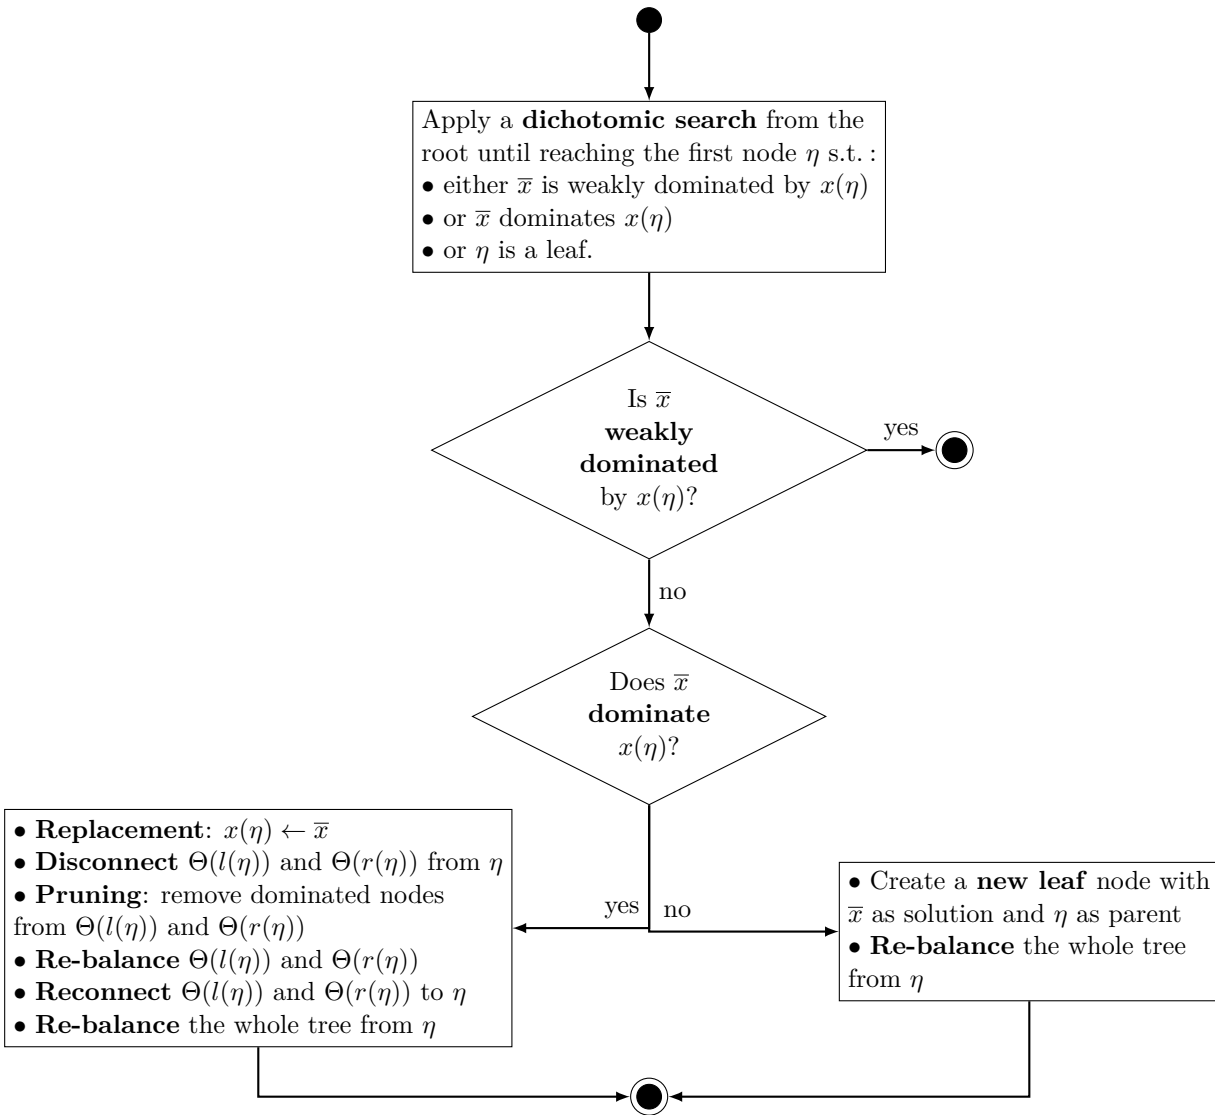 Apply a dichotomic search from the
root until reaching the first node η s.t.:
• either x̅ is weakly dominated by x(η)
• or x̅ dominates x(η)
• or η is a leaf.
Is x̅
weakly
dominated
by x(η)?
yes
no
Does x̅
dominate
x(η)?
yes
no
• Replacement: x(η) ← x̅
• Disconnect Θ(l(η)) and Θ(r(η)) from η
• Pruning: remove dominated nodes
from Θ(l(η)) and Θ(r(η))
• Re-balance Θ(l(η)) and Θ(r(η))
• Reconnect Θ(l(η)) and Θ(r(η)) to η
• Re-balance the whole tree from η
• Create a new leaf node with
x̅ as solution and η as parent
• Re-balance the whole tree
from η